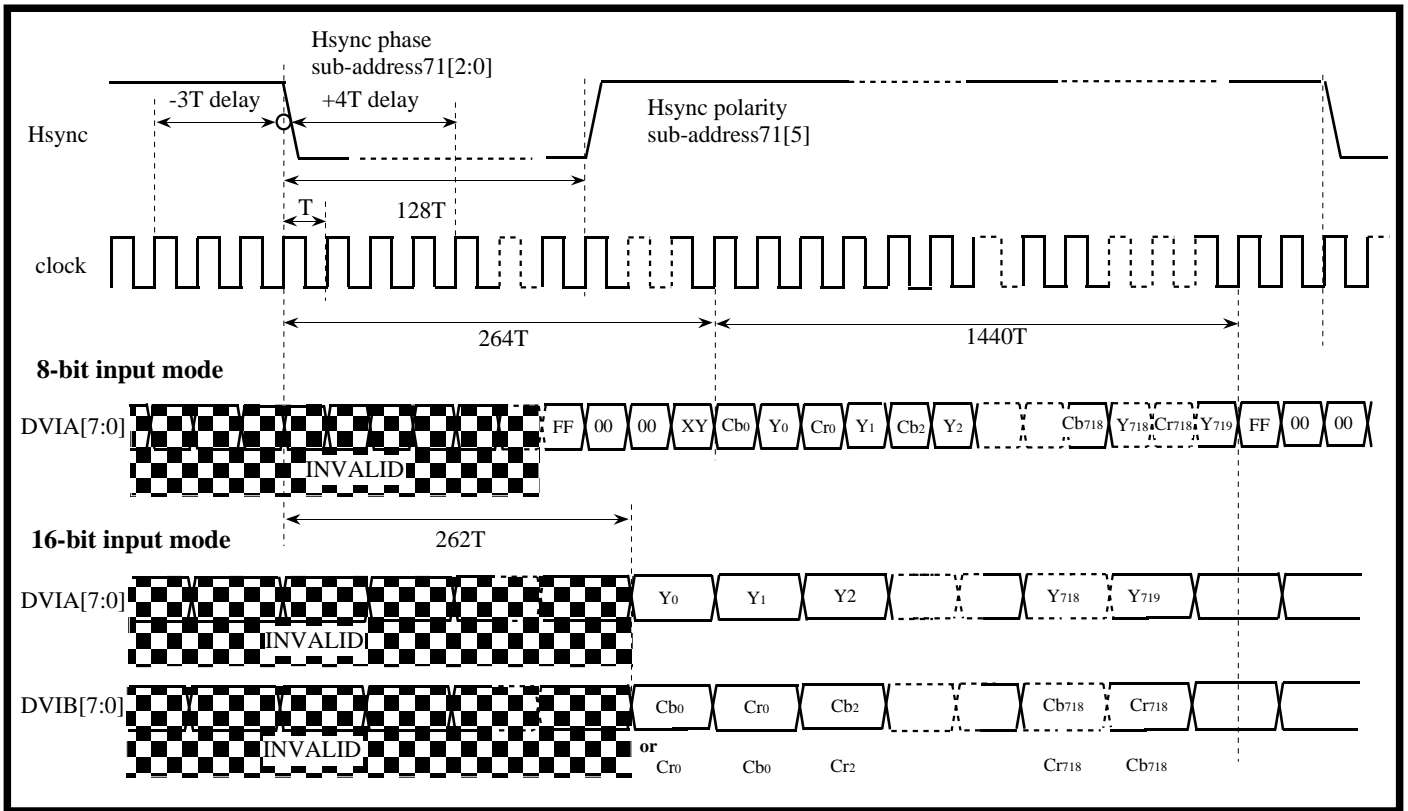 Hsync phase
sub-address71[2:0]
-3T delay
+4T delay
Hsync polarity
sub-address71[5]
Hsync
T
128T
clock
264T
1440T
8-bit input mode
DVIA[7:0]
FF 00 00 XY Cb0 Y0 Cr0 Y1 Cb2 Y2 Cb718 Y718 Cr718 Y719 FF 00 00
INVALID
16-bit input mode
262T
DVIA[7:0]
Y0 Y1 Y2 Y718 Y719
INVALID
DVIB[7:0]
Cb0 Cr0 Cb2 Cb718 Cr718
INVALID
or
Cr0 Cb0 Cr2 Cr718 Cb718